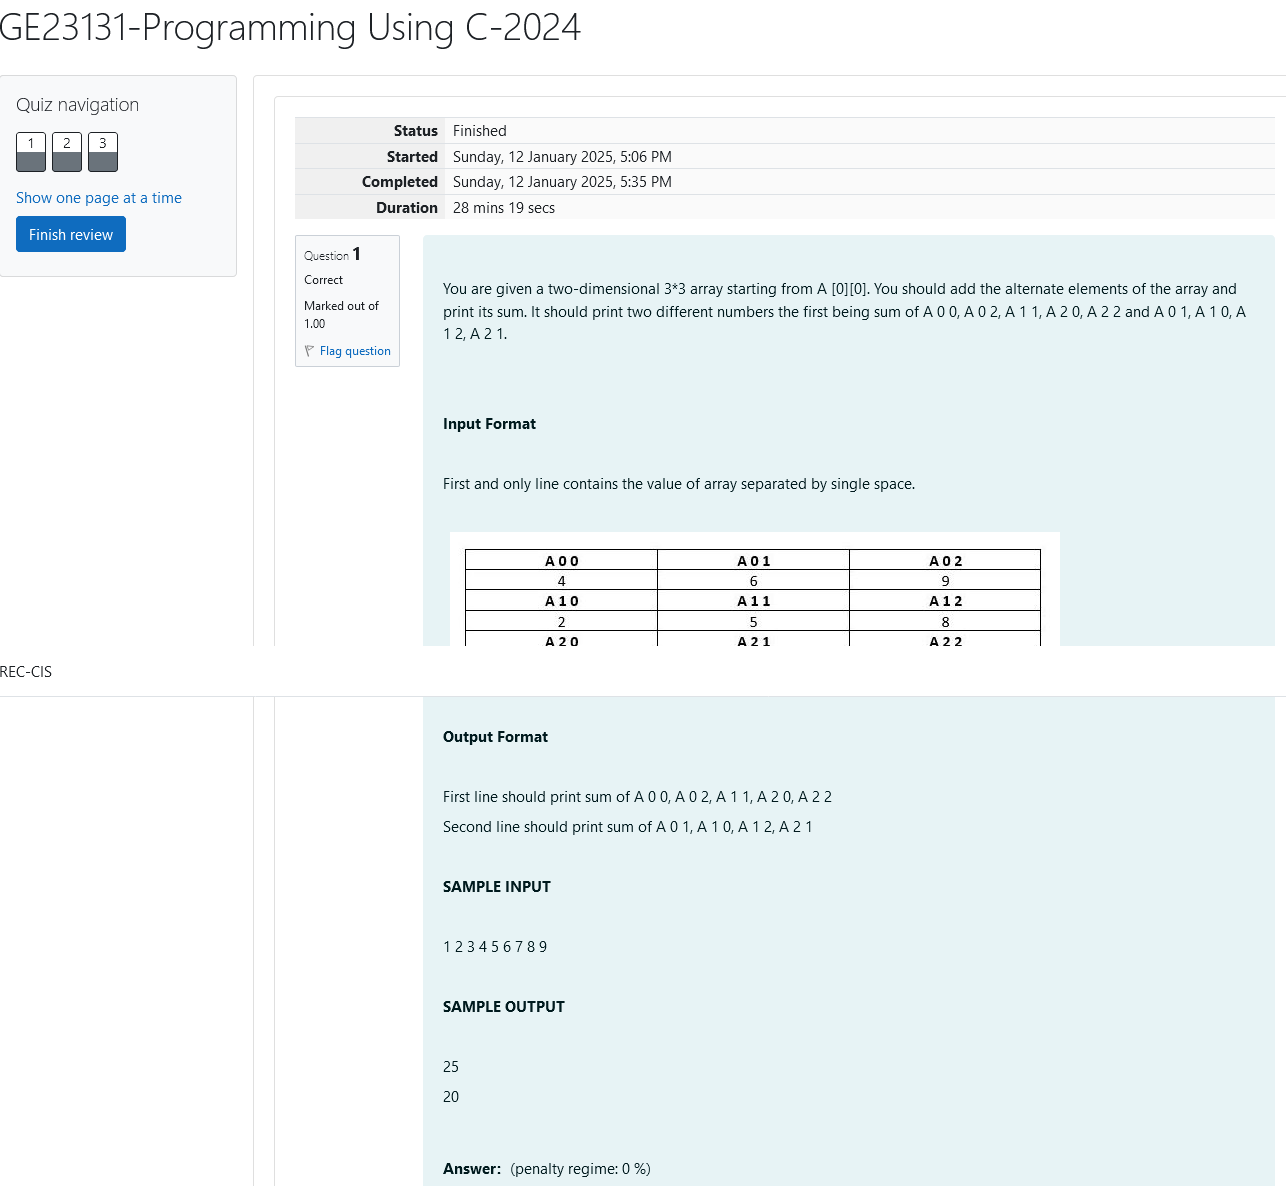 GE23131-Programming Using C-2024
Quiz navigation
1 2 3
Show one page at a time
Finish review
Status Finished
Started Sunday, 12 January 2025, 5:06 PM
Completed Sunday, 12 January 2025, 5:35 PM
Duration 28 mins 19 secs
Question 1
Correct
Marked out of
1.00
Flag question
You are given a two-dimensional 3*3 array starting from A [0][0]. You should add the alternate elements of the array and
print its sum. It should print two different numbers the first being sum of A 0 0, A 0 2, A 1 1, A 2 0, A 2 2 and A 0 1, A 1 0, A
1 2, A 2 1.
Input Format
First and only line contains the value of array separated by single space.
A 0 0 A 0 1 A 0 2
4 6 9
A 1 0 A 1 1 A 1 2
2 5 8
A 2 0 A 2 1 A 2 2
REC-CIS
Output Format
First line should print sum of A 0 0, A 0 2, A 1 1, A 2 0, A 2 2
Second line should print sum of A 0 1, A 1 0, A 1 2, A 2 1
SAMPLE INPUT
1 2 3 4 5 6 7 8 9
SAMPLE OUTPUT
25
20
Answer: (penalty regime: 0 %)